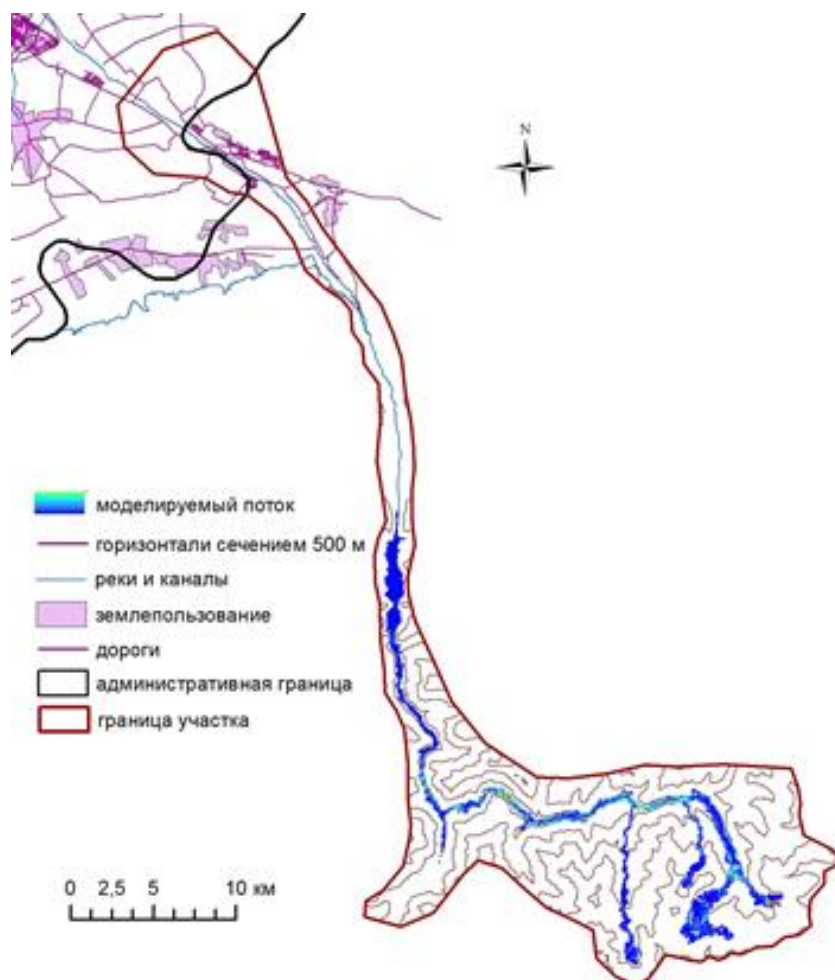 N
моделируемый поток
горизонтали сечением 500 м
реки и каналы
землепользование
дороги
административная граница
граница участка
0 2,5 5 10 км